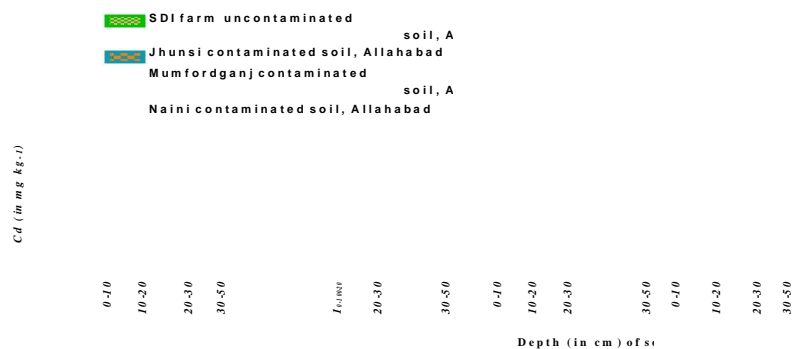 SDI farm uncontaminated
soil, A
Jhunsi contaminated soil, Allahabad
Mumfordganj contaminated
soil, A
Naini contaminated soil, Allahabad
Cd (in mg kg-1)
0-10 10-20 20-30 30-50 20-30 30-50 0-10 10-20 20-30 30-50 0-10 10-20 20-30 30-50
Depth (in cm) of